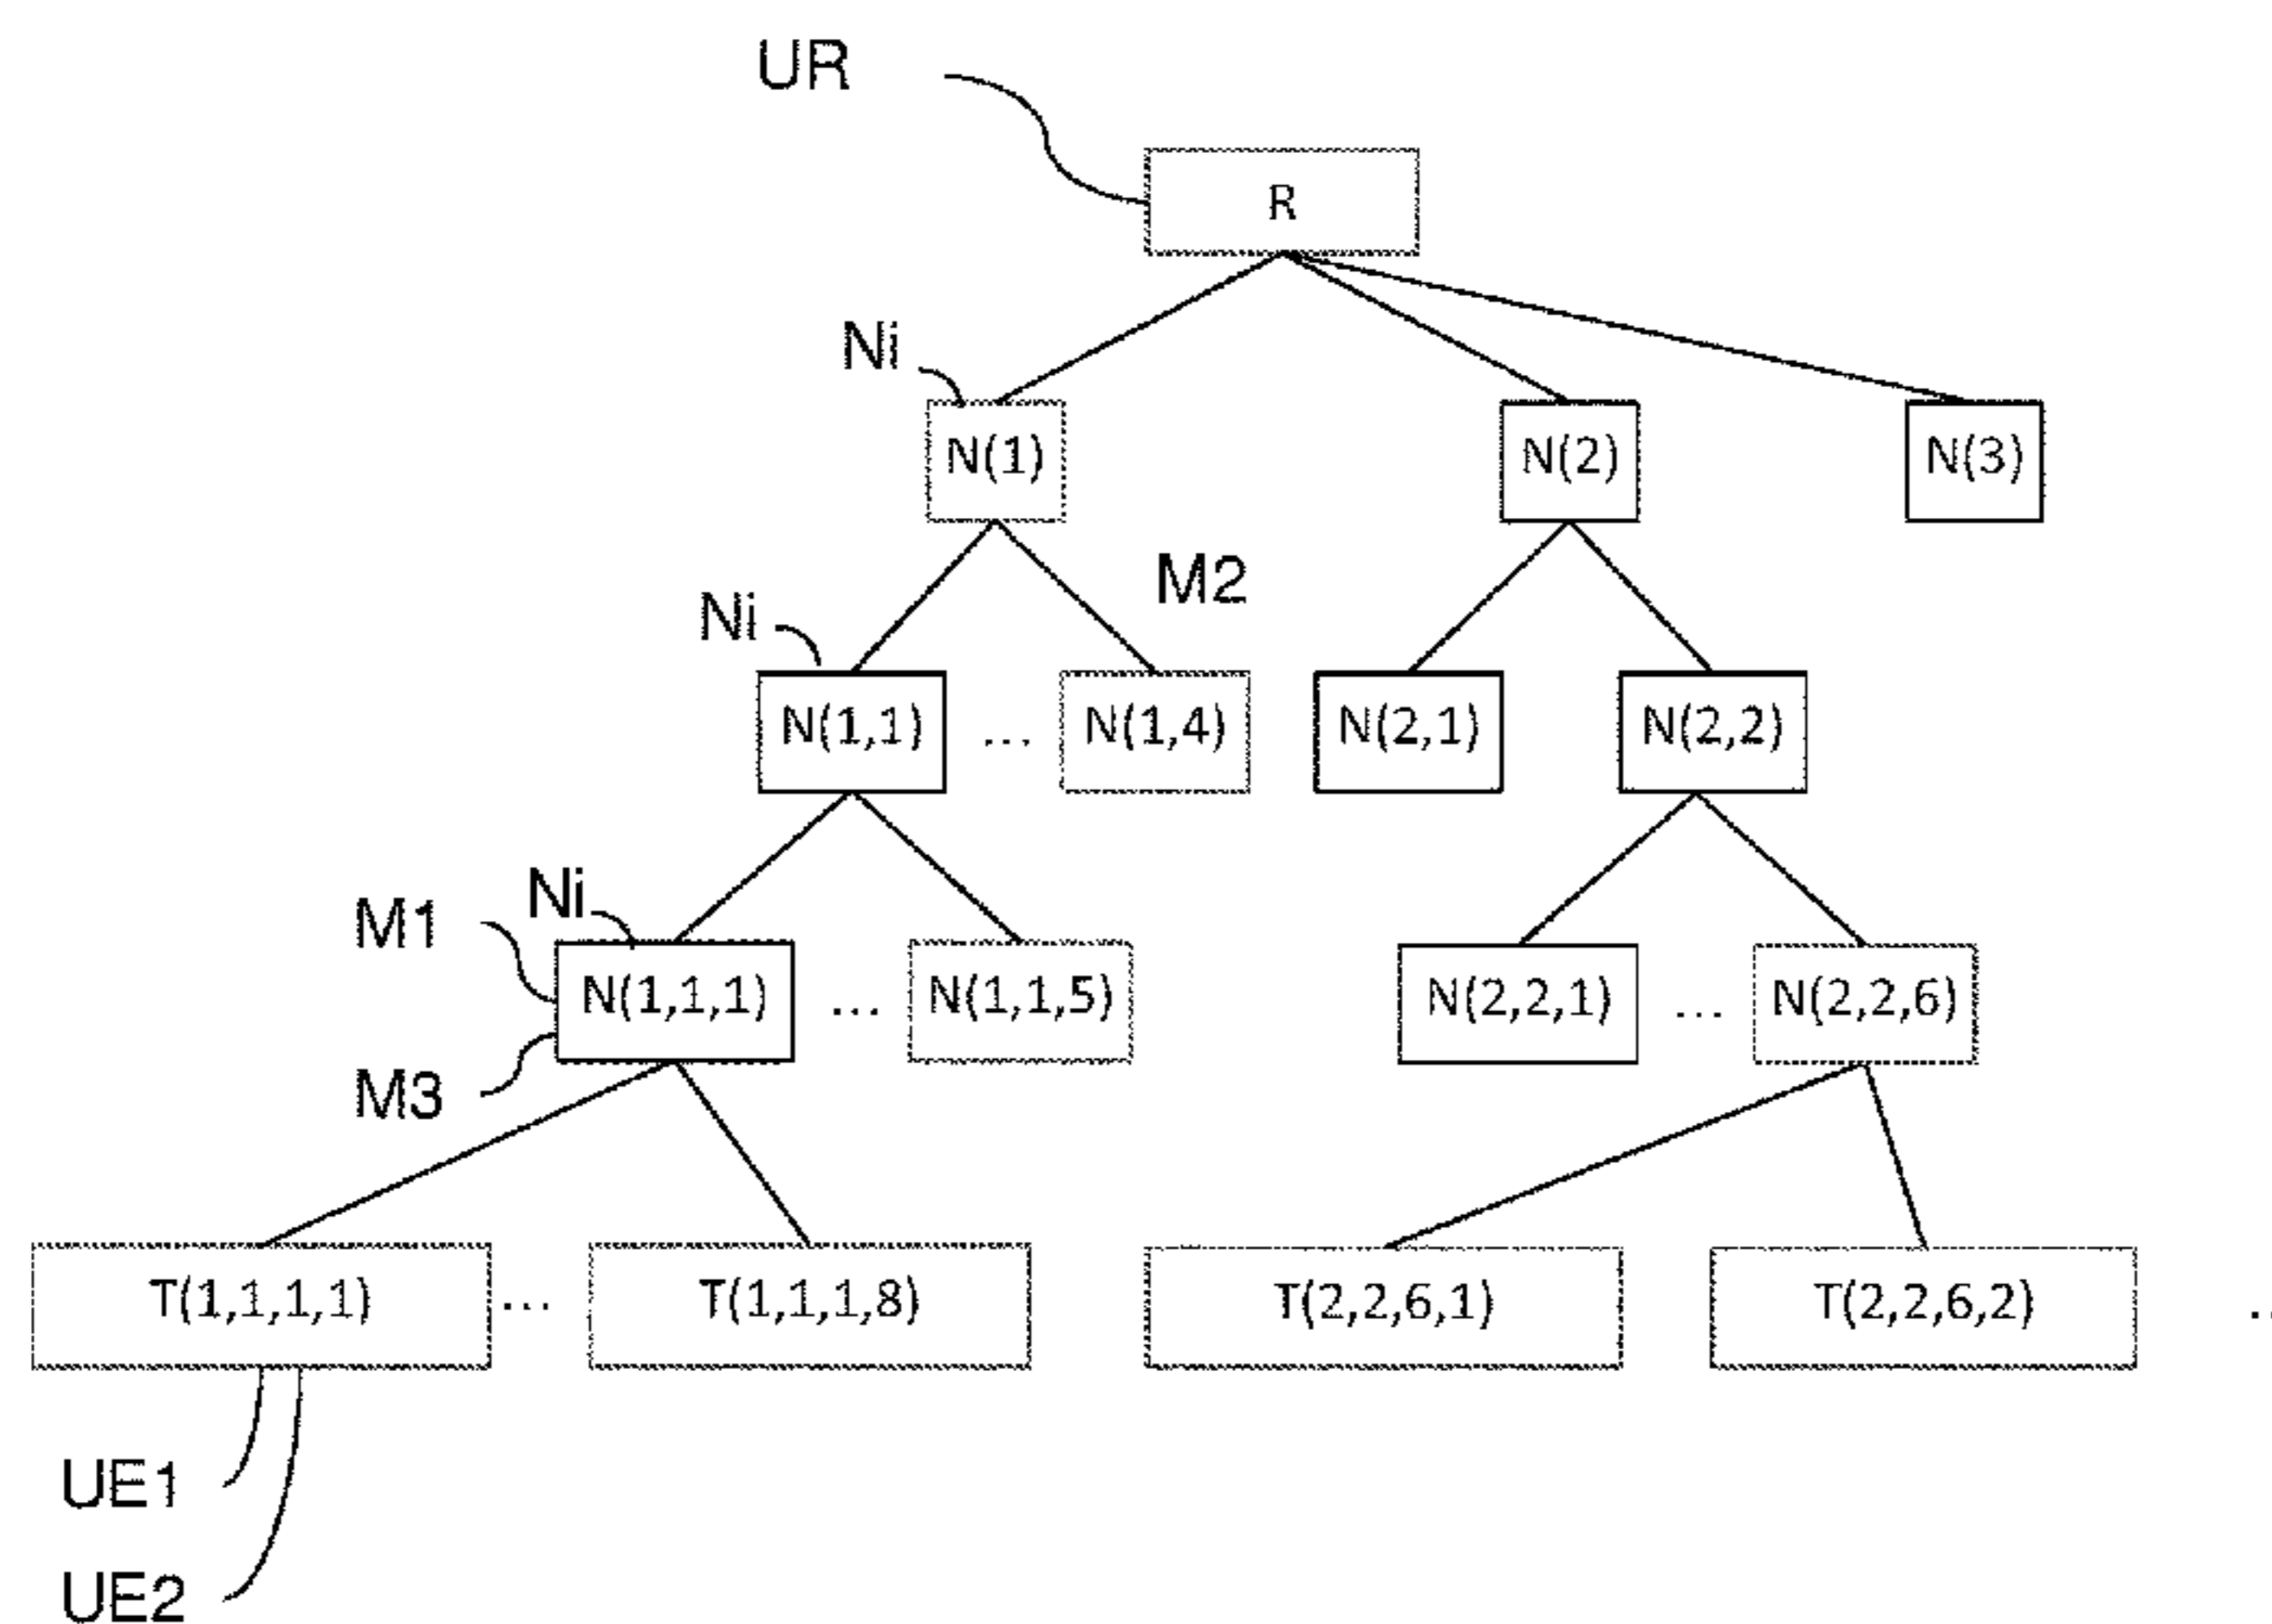 UR
R
Ni
N(1)
N(2)
N(3)
M2
Ni
N(1,1)
...
N(1,4)
N(2,1)
N(2,2)
Ni
M1
N(1,1,1)
...
N(1,1,5)
N(2,2,1)
...
N(2,2,6)
M3
T(1,1,1,1)
...
T(1,1,1,8)
T(2,2,6,1)
T(2,2,6,2)
..
UE1
UE2